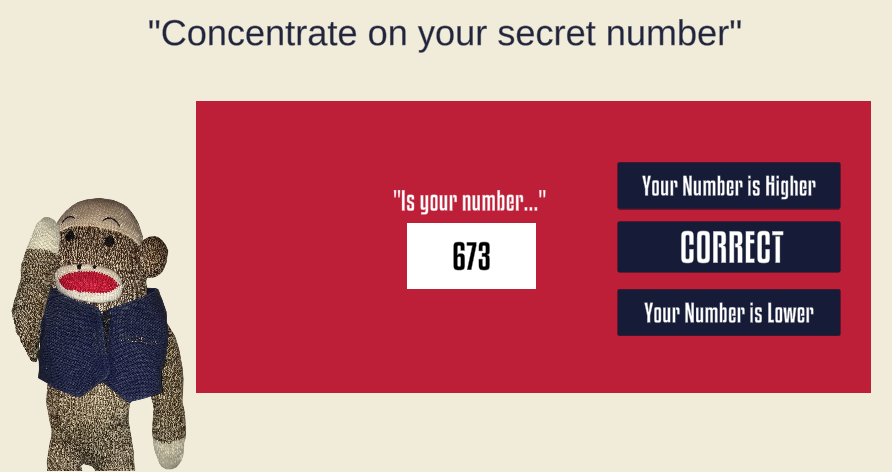 "Concentrate on your secret number"
"Is your number..."
673
Your Number is Higher
CORRECT
Your Number is Lower